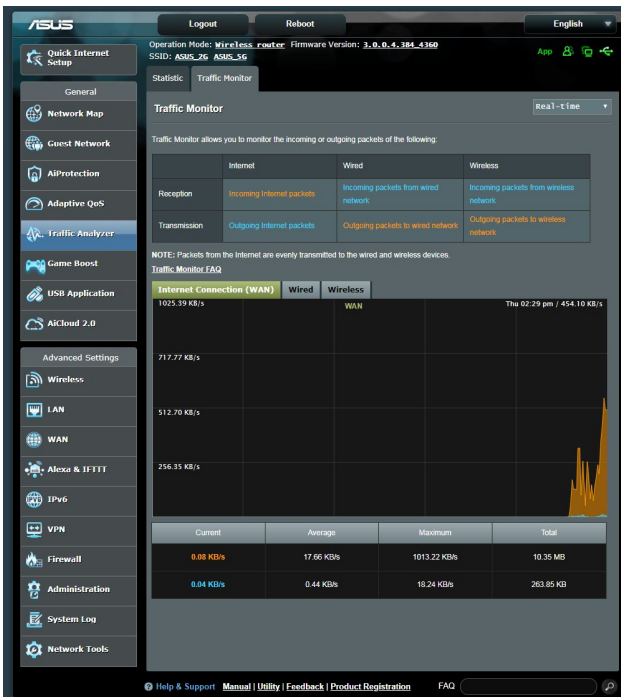 ASUS
Logout
Reboot
English
Operation Mode: Wireless router Firmware Version: 3.0.0.4.384_4360
SSID: ASUS_2G ASUS_5G
App
Quick Internet
Setup
General
Network Map
Guest Network
AiProtection
Adaptive QoS
Traffic Analyzer
Game Boost
USB Application
AiCloud 2.0
Advanced Settings
Wireless
LAN
WAN
Alexa & IFTTT
IPv6
VPN
Firewall
Administration
System Log
Network Tools
Statistic
Traffic Monitor
Traffic Monitor
Real-time
Traffic Monitor allows you to monitor the incoming or outgoing packets of the following:
Internet
Wired
Wireless
Reception
Incoming Internet packets
Incoming packets from wired
network
Incoming packets from wireless
network
Transmission
Outgoing Internet packets
Outgoing packets to wired network
Outgoing packets to wireless
network
NOTE: Packets from the Internet are evenly transmitted to the wired and wireless devices.
Traffic Monitor FAQ
Internet Connection (WAN)
Wired
Wireless
1025.39 KB/s
WAN
Thu 02:29 pm / 454.10 KB/s
717.77 KB/s
512.70 KB/s
256.35 KB/s
Current
Average
Maximum
Total
0.08 KB/s
17.66 KB/s
1013.22 KB/s
10.35 MB
0.04 KB/s
0.44 KB/s
18.24 KB/s
263.85 KB
Help & Support
Manual | Utility | Feedback | Product Registration
FAQ